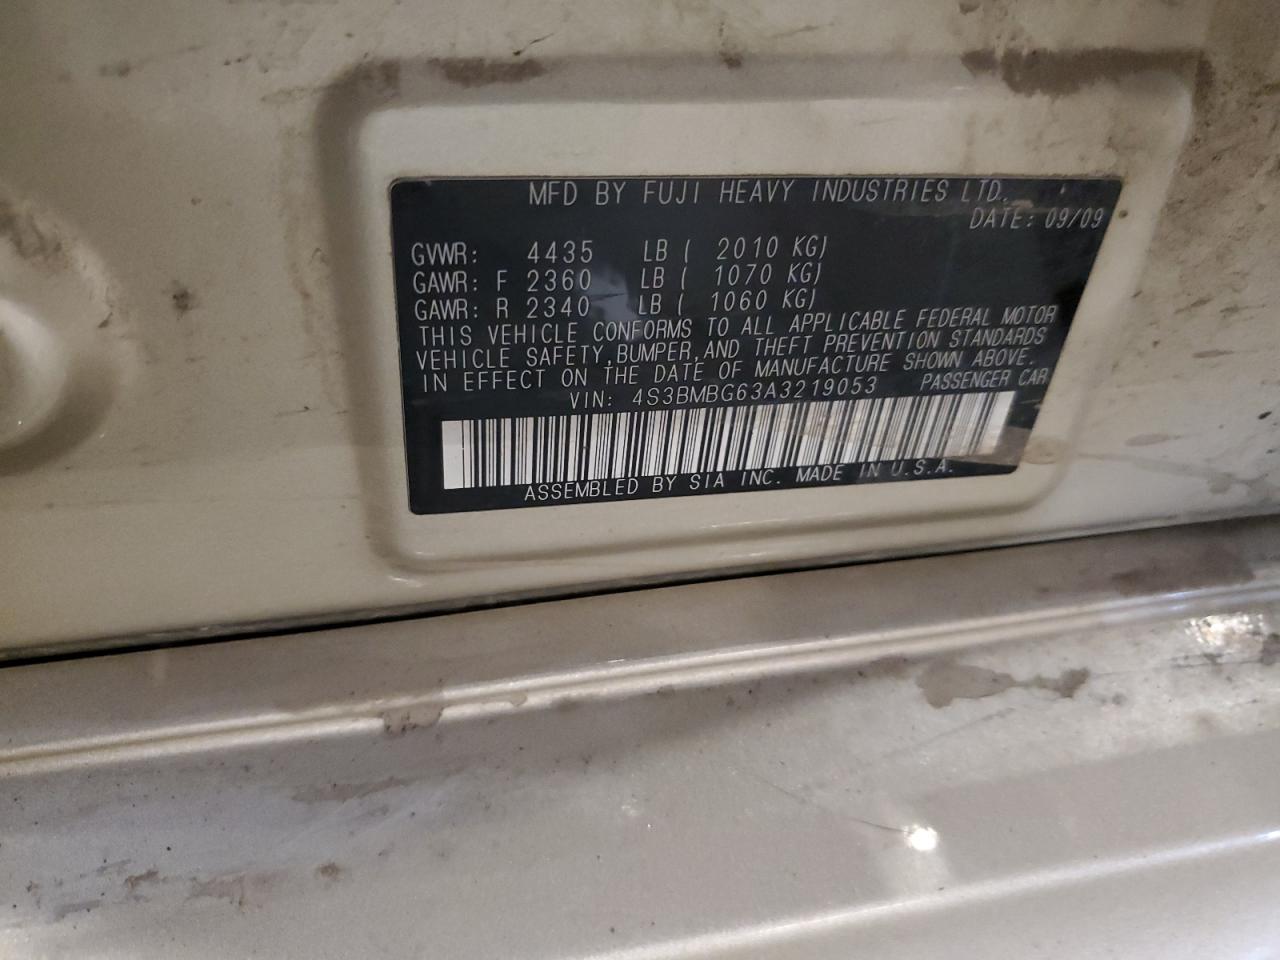 MFD BY FUJI HEAVY INDUSTRIES LTD.
DATE: 09/09
GVWR: 4435 LB ( 2010 KG)
GAWR: F 2360 LB ( 1070 KG)
GAWR: R 2340 LB ( 1060 KG)
THIS VEHICLE CONFORMS TO ALL APPLICABLE FEDERAL MOTOR
VEHICLE SAFETY,BUMPER,AND THEFT PREVENTION STANDARDS
IN EFFECT ON THE DATE OF MANUFACTURE SHOWN ABOVE.
VIN: 4S3BMBG63A3219053 PASSENGER CAR
ASSEMBLED BY SIA INC. MADE IN U.S.A.